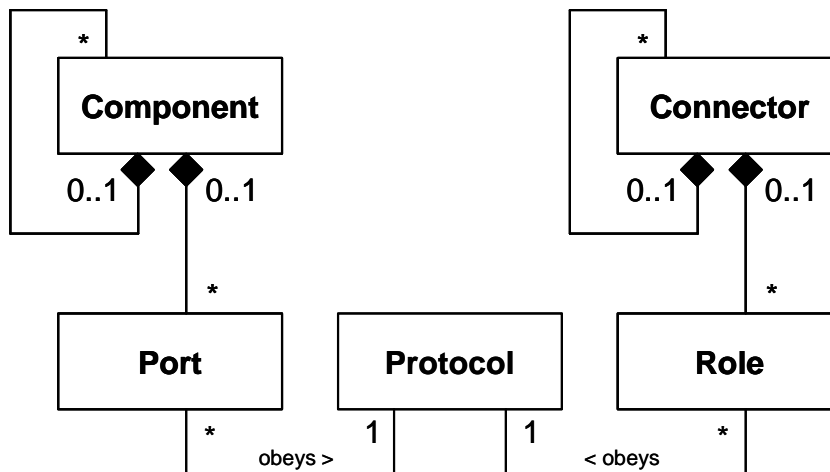 * *
Component Connector
0..1 0..1 0..1 0..1
* *
Port Protocol Role
* 1 1 *
obeys > < obeys